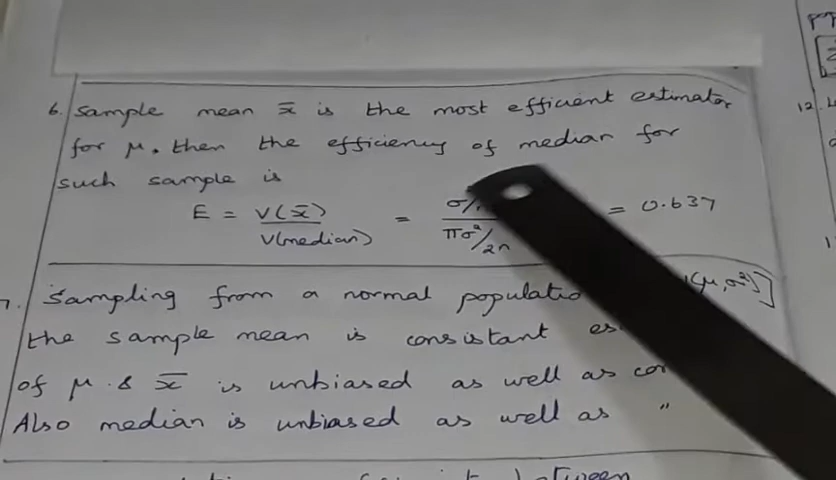 6. Sample mean x̄ is the most efficient estimator
for μ. then the efficiency of median for
such sample is
E = V(x̄)/V(median) = σ/ / πσ²/2n = 0.637
7. Sampling from a normal (μ, σ²)]
the sample mean is consistant
of μ. & x̄ is unbiased as well as
Also median is unbiased as well as "
between
12.